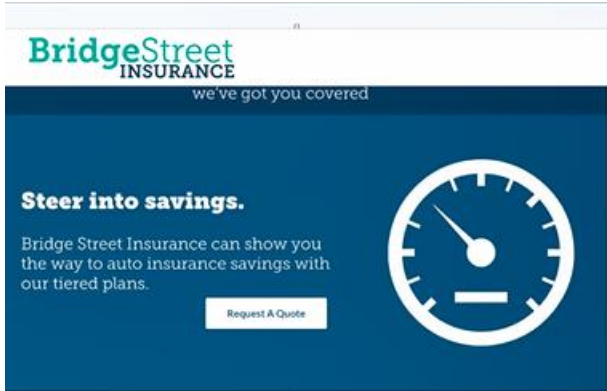 BridgeStreet
INSURANCE
we've got you covered
Steer into savings.
Bridge Street Insurance can show you
the way to auto insurance savings with
our tiered plans.
Request A Quote